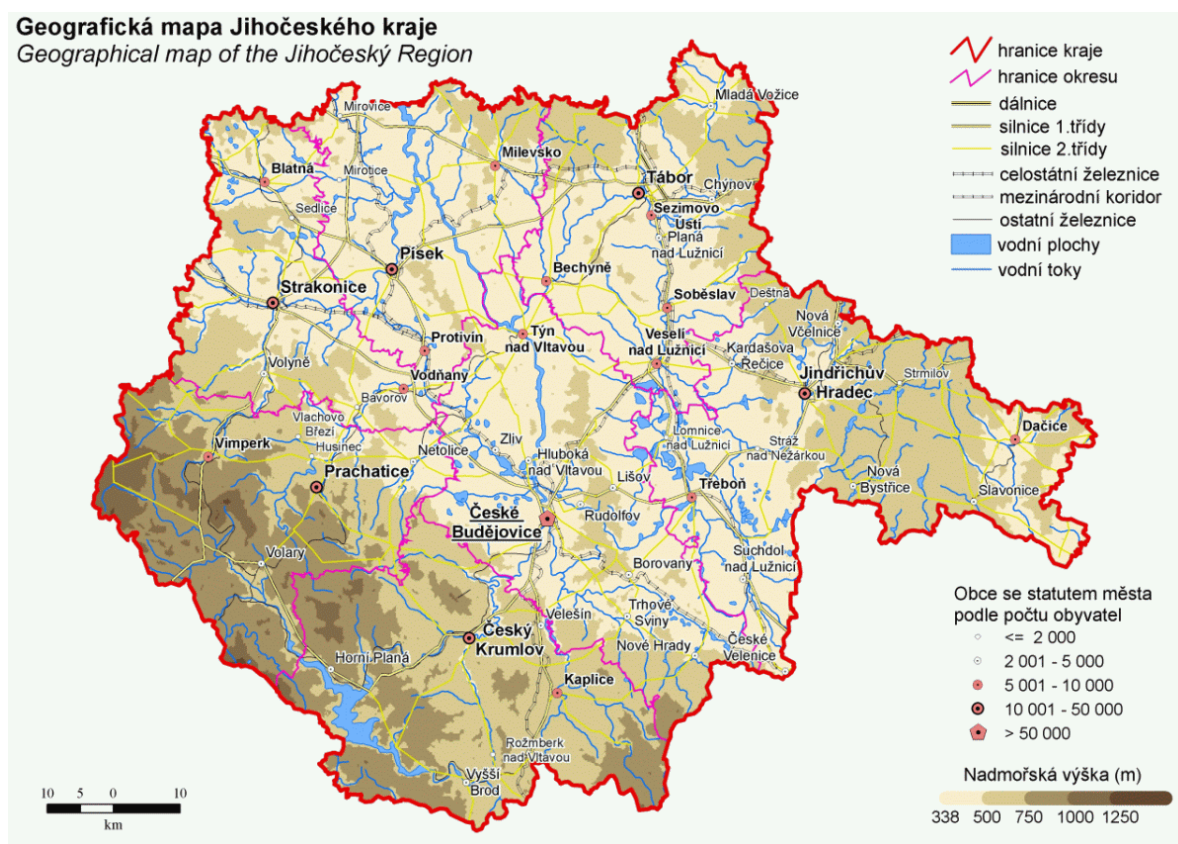 Geografická mapa Jihočeského kraje
Geographical map of the Jihočeský Region
hranice kraje
hranice okresu
dálnice
silnice 1.třídy
silnice 2.třídy
celostátní železnice
mezinárodní koridor
ostatní železnice
vodní plochy
vodní toky
Mladá Vožice
Mirovice
Milevsko
Blatná
Mirotice
Tábor
Chýnov
Sedlice
Sezimovo
Ústí
Planá
nad Lužnicí
Písek
Bechyně
Strakonice
Soběslav
Deštná
Nová
Včelnice
Týn
nad Vltavou
Veselí
nad Lužnicí
Protivín
Kardašova
Řečice
Volyně
Jindřichův
Hradec
Strmilov
Vodňany
Bavorov
Vlachovo
Březí
Lomnice
nad Lužnicí
Dačice
Vimperk
Husinec
Netolice
Zliv
Hluboká
nad Vltavou
Stráž
nad Nežárkou
Prachatice
Lišov
Třeboň
Nová
Bystřice
Slavonice
České
Budějovice
Rudolfov
Volary
Borovany
Suchdol
nad Lužnicí
Velešín
Trhové
Sviny
Český
Krumlov
Nové Hrady
České
Velenice
Horní Planá
Kaplice
Rožmberk
nad Vltavou
Vyšší
Brod
Obce se statutem města
podle počtu obyvatel
<= 2 000
2 001 - 5 000
5 001 - 10 000
10 001 - 50 000
> 50 000
Nadmořská výška (m)
338 500 750 1000 1250
10 5 0 10
km